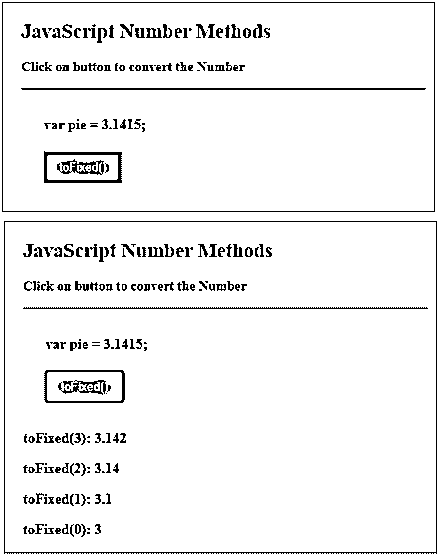 JavaScript Number Methods
Click on button to convert the Number
var pie = 3.1415;
toFixed()
JavaScript Number Methods
Click on button to convert the Number
var pie = 3.1415;
toFixed()
toFixed(3): 3.142
toFixed(2): 3.14
toFixed(1): 3.1
toFixed(0): 3